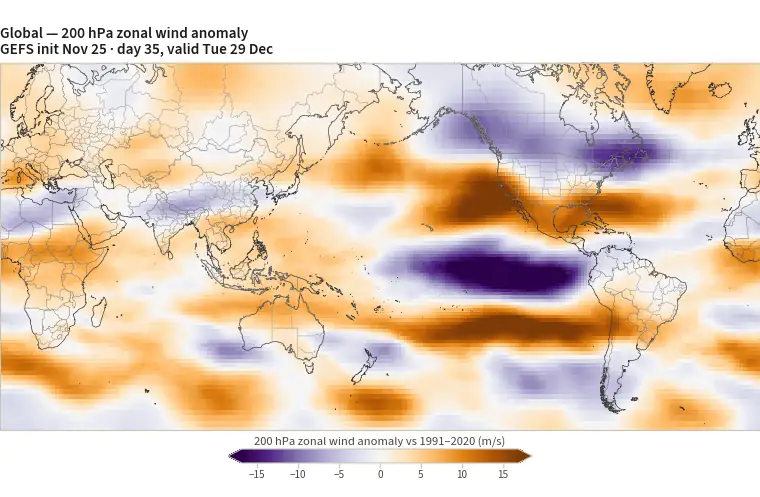 Global — 200 hPa zonal wind anomaly
GEFS init Nov 25 · day 35, valid Tue 29 Dec
200 hPa zonal wind anomaly vs 1991–2020 (m/s)
−15 −10 −5 0 5 10 15